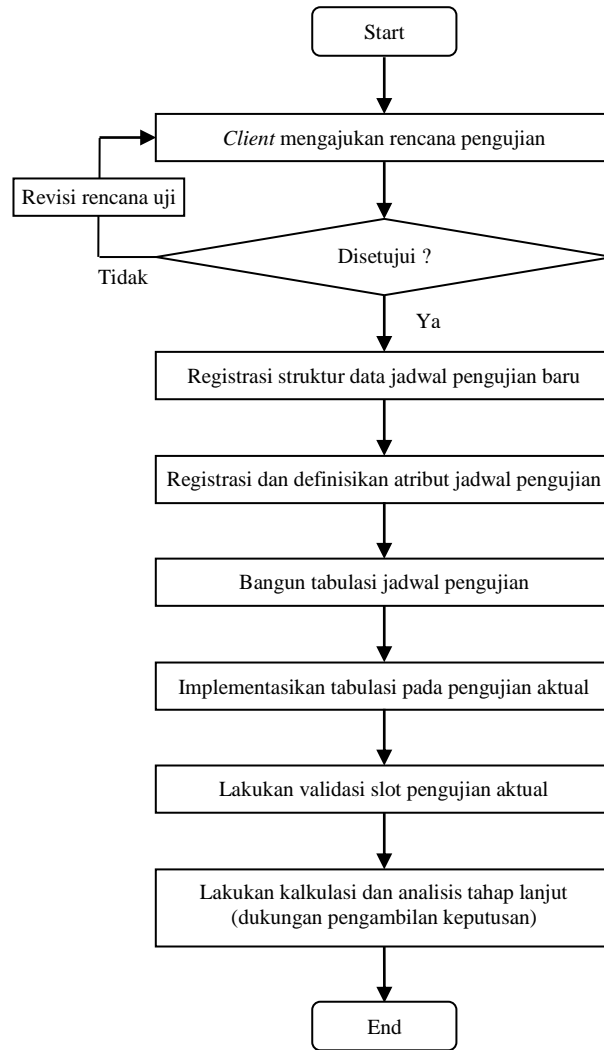 Start
Client mengajukan rencana pengujian
Revisi rencana uji
Disetujui ?
Tidak
Ya
Registrasi struktur data jadwal pengujian baru
Registrasi dan definisikan atribut jadwal pengujian
Bangun tabulasi jadwal pengujian
Implementasikan tabulasi pada pengujian aktual
Lakukan validasi slot pengujian aktual
Lakukan kalkulasi dan analisis tahap lanjut
(dukungan pengambilan keputusan)
End